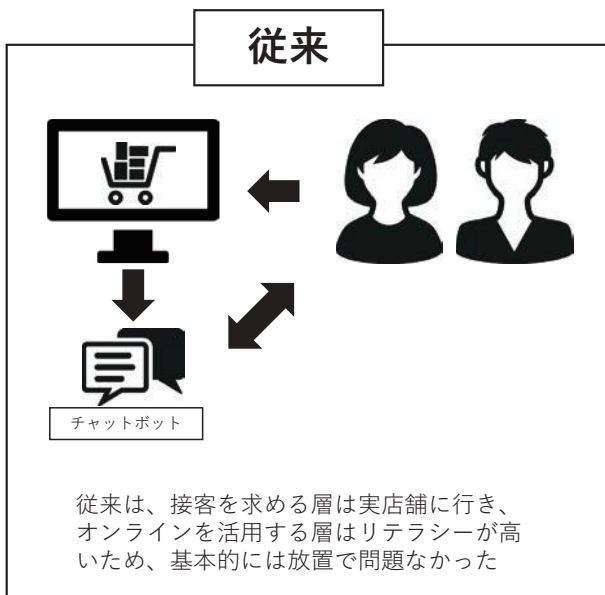 従来
チャットボット
従来は、接客を求める層は実店舗に行き、
オンラインを活用する層はリテラシーが高
いため、基本的には放置で問題なかった